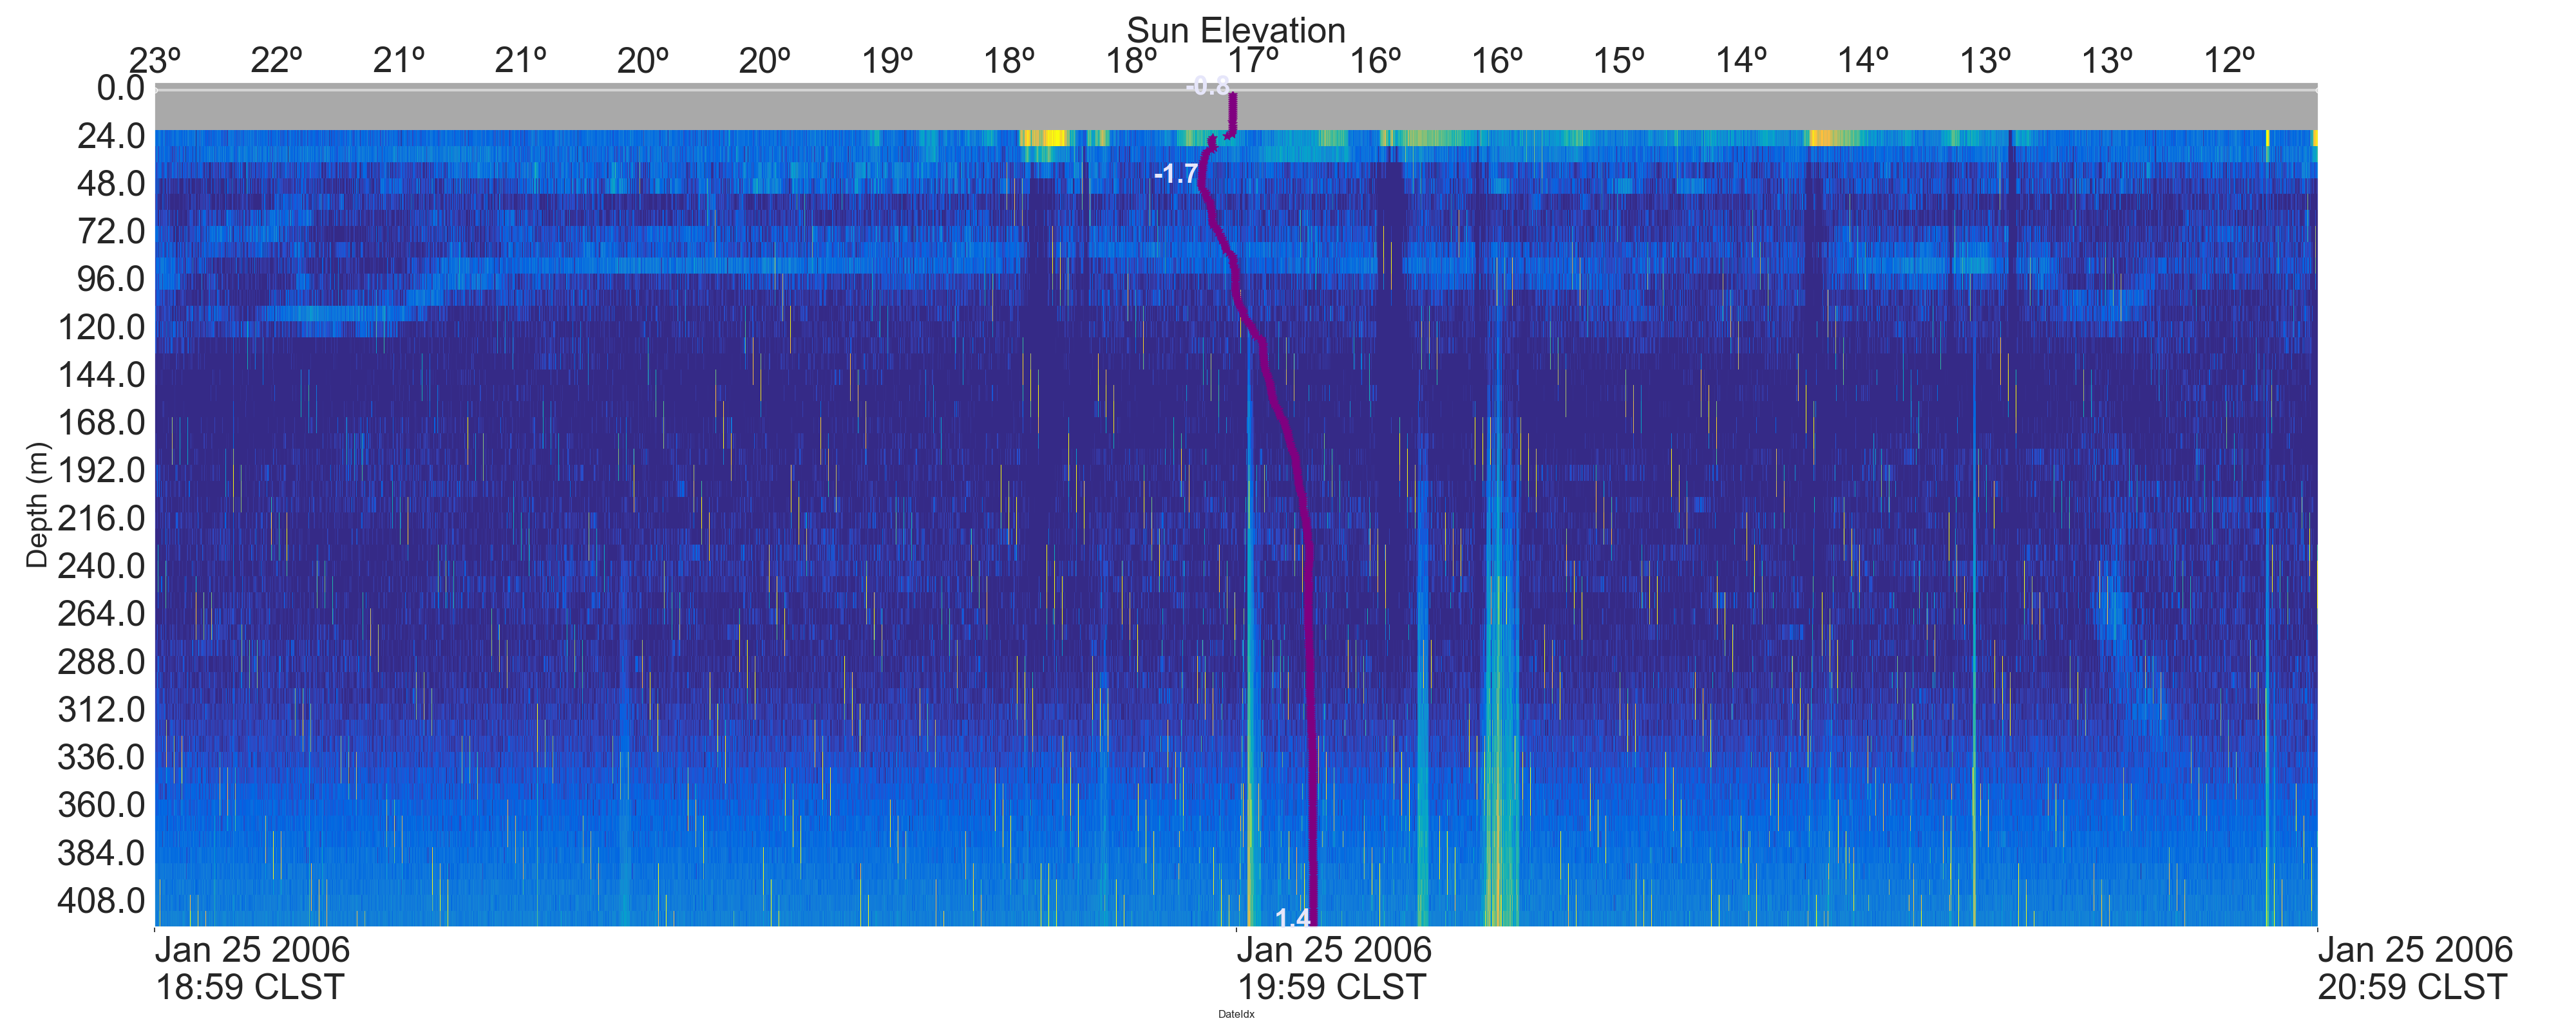 Sun Elevation
23º 22º 21º 21º 20º 20º 19º 18º 18º 17º 16º 16º 15º 14º 14º 13º 13º 12º
0.0
-0.8
24.0
-1.7
48.0
72.0
96.0
120.0
144.0
168.0
192.0
216.0
Depth (m)
240.0
264.0
288.0
312.0
336.0
360.0
384.0
408.0
1.4
Jan 25 2006
18:59 CLST
Jan 25 2006
19:59 CLST
Jan 25 2006
20:59 CLST
DateIdx